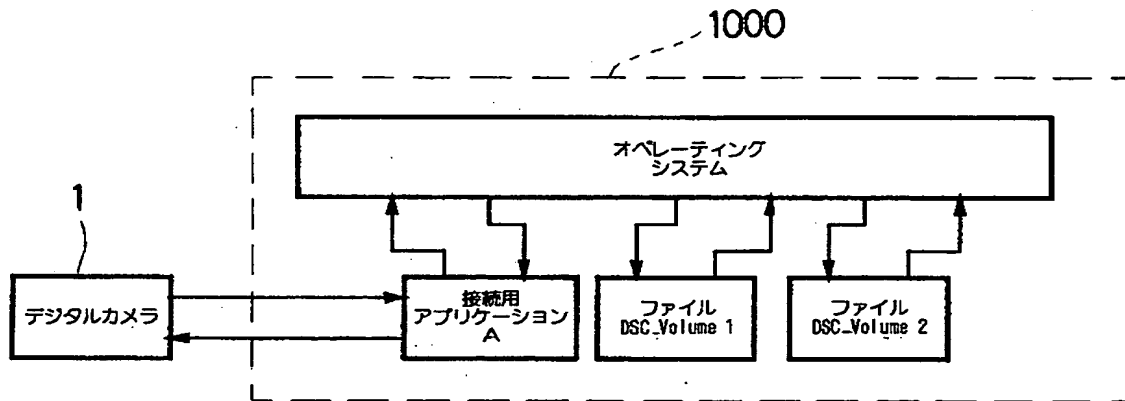 1000
オペレーティング
システム
1
デジタルカメラ
接続用
アプリケーション
A
ファイル
DSC_Volume 1
ファイル
DSC_Volume 2